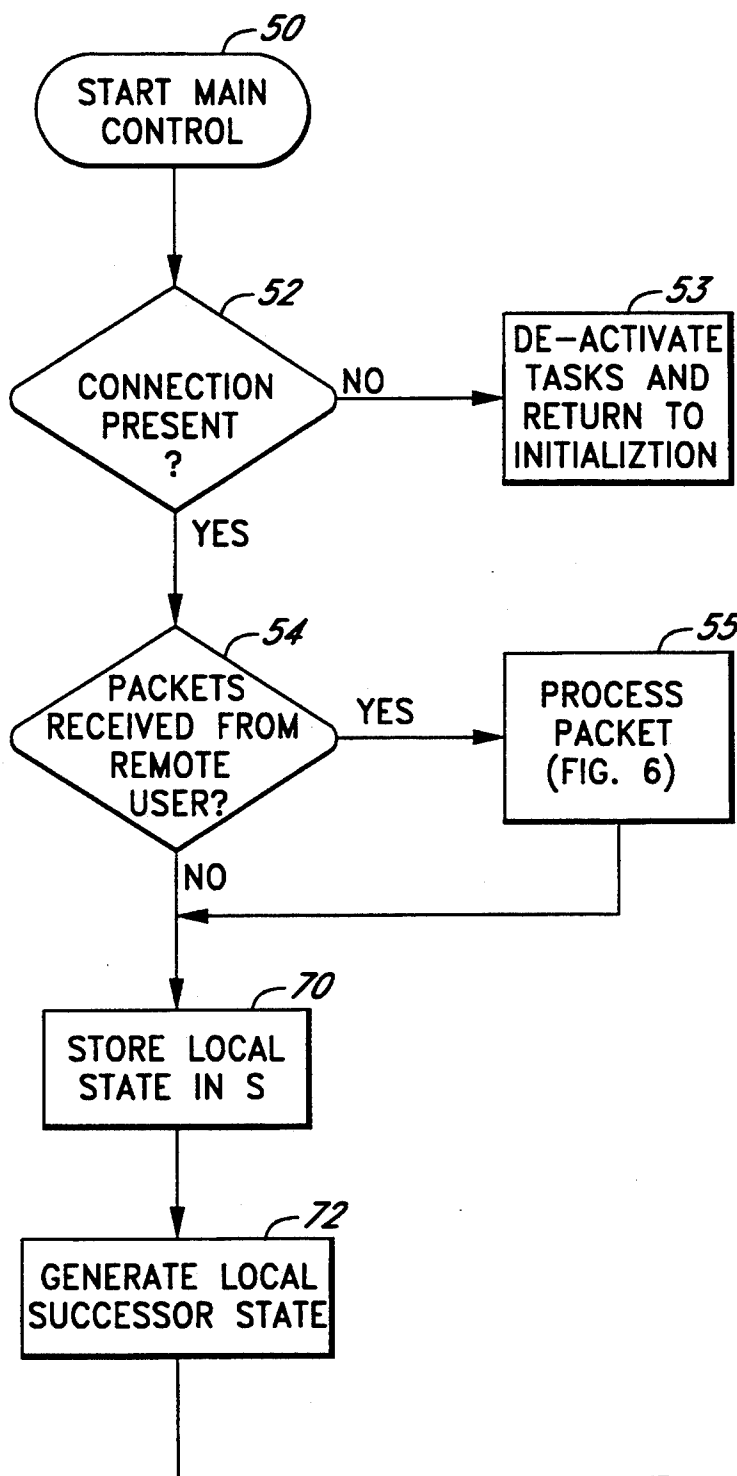 50
START MAIN
CONTROL
52
CONNECTION
PRESENT
?
NO
53
DE-ACTIVATE
TASKS AND
RETURN TO
INITIALIZTION
YES
54
PACKETS
RECEIVED FROM
REMOTE
USER?
YES
55
PROCESS
PACKET
(FIG. 6)
NO
70
STORE LOCAL
STATE IN S
72
GENERATE LOCAL
SUCCESSOR STATE